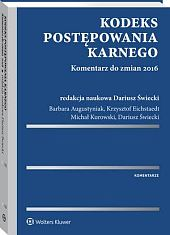 KODEKS
POSTĘPOWANIA
KARNEGO
Komentarz do zmian 2016
redakcja naukowa Dariusz Świecki
Barbara Augustyniak, Krzysztof Eichstaedt
Michał Kurowski, Dariusz Świecki
KOMENTARZE
Wolters Kluwer